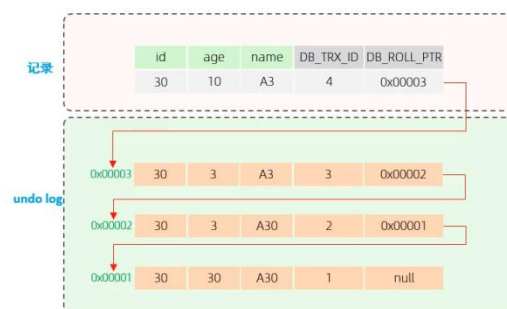 id age name DB_TRX_ID DB_ROLL_PTR
记录
30 10 A3 4 0x00003
0x00003 30 3 A3 3 0x00002
undo log
0x00002 30 3 A30 2 0x00001
0x00001 30 30 A30 1 null